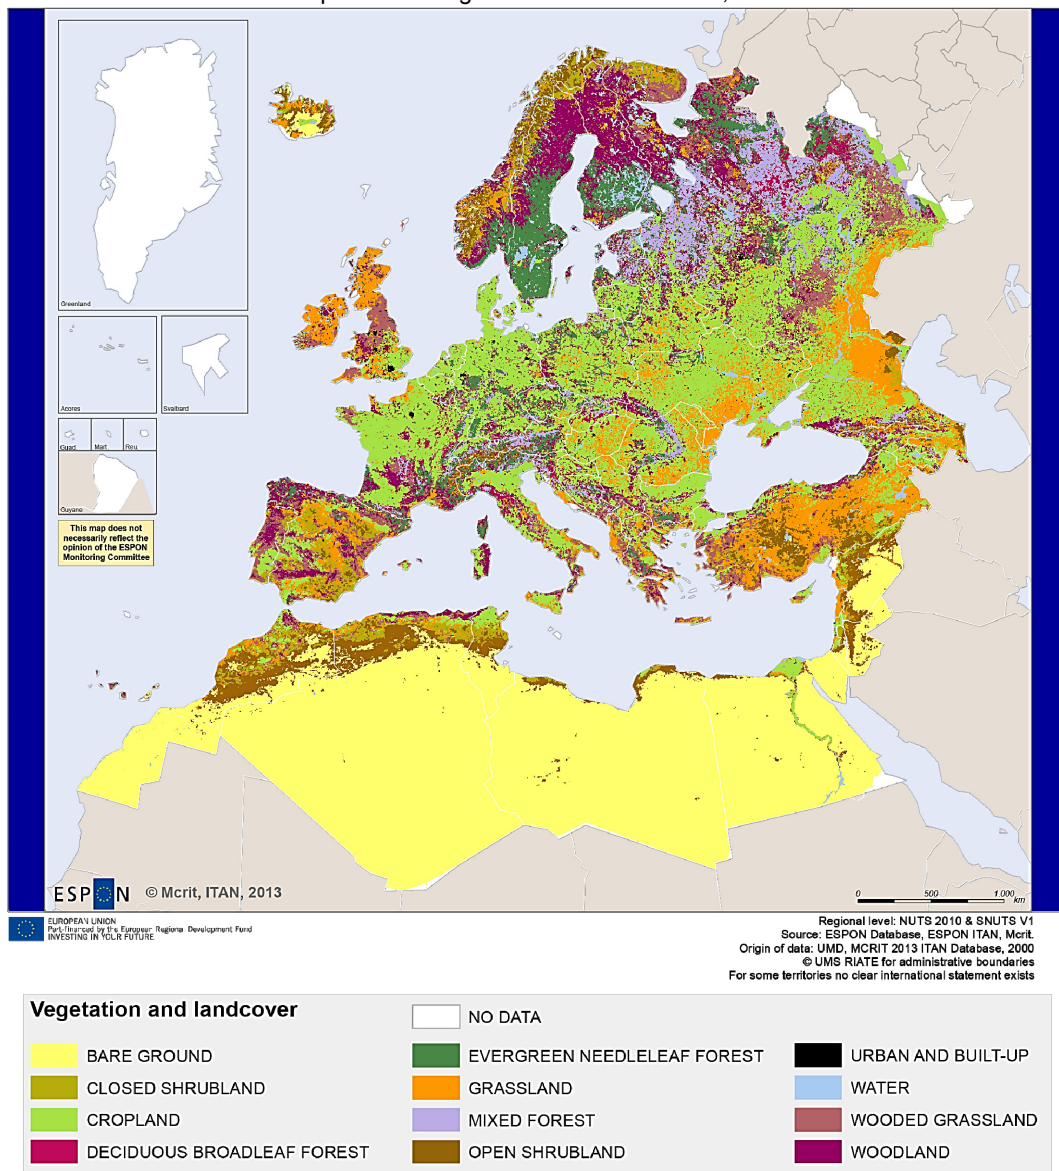 Greenland
Acores
Svalbard
Guad.
Mart.
Reu.
Guyane
This map does not
necessarily reflect the
opinion of the ESPON
Monitoring Committee
ESPON
© Mcrit, ITAN, 2013
0 500 1.000
km
EUROPEAN UNION
Part-financed by the European Regional Development Fund
INVESTING IN YOUR FUTURE
Regional level: NUTS 2010 & SNUTS V1
Source: ESPON Database, ESPON ITAN, Mcrit.
Origin of data: UMD, MCRIT 2013 ITAN Database, 2000
© UMS RIATE for administrative boundaries
For some territories no clear international statement exists
Vegetation and landcover
NO DATA
BARE GROUND
EVERGREEN NEEDLELEAF FOREST
URBAN AND BUILT-UP
CLOSED SHRUBLAND
GRASSLAND
WATER
CROPLAND
MIXED FOREST
WOODED GRASSLAND
DECIDUOUS BROADLEAF FOREST
OPEN SHRUBLAND
WOODLAND